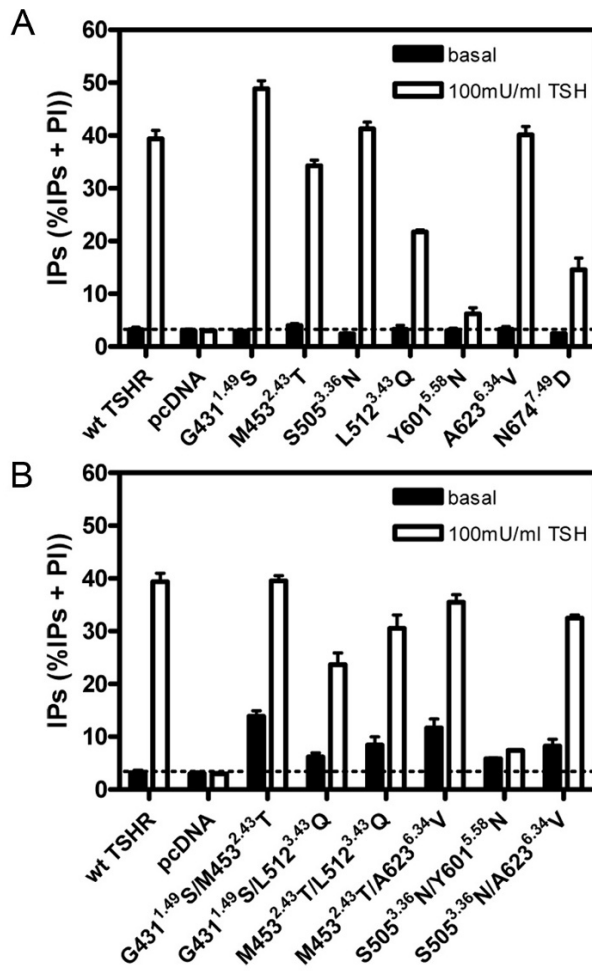 A
60
50
40
30
20
10
0
IPs (%IPs + PI))
basal
100mU/ml TSH
wt TSHR
pcDNA
G431^1.49S
M453^2.43T
S505^3.36N
L512^3.43Q
Y601^5.58N
A623^6.34V
N674^7.49D
B
60
50
40
30
20
10
0
IPs (%IPs + PI))
basal
100mU/ml TSH
wt TSHR
pcDNA
G431^1.49S/M453^2.43T
G431^1.49S/L512^3.43Q
M453^2.43T/L512^3.43Q
M453^2.43T/A623^6.34V
S505^3.36N/Y601^5.58N
S505^3.36N/A623^6.34V